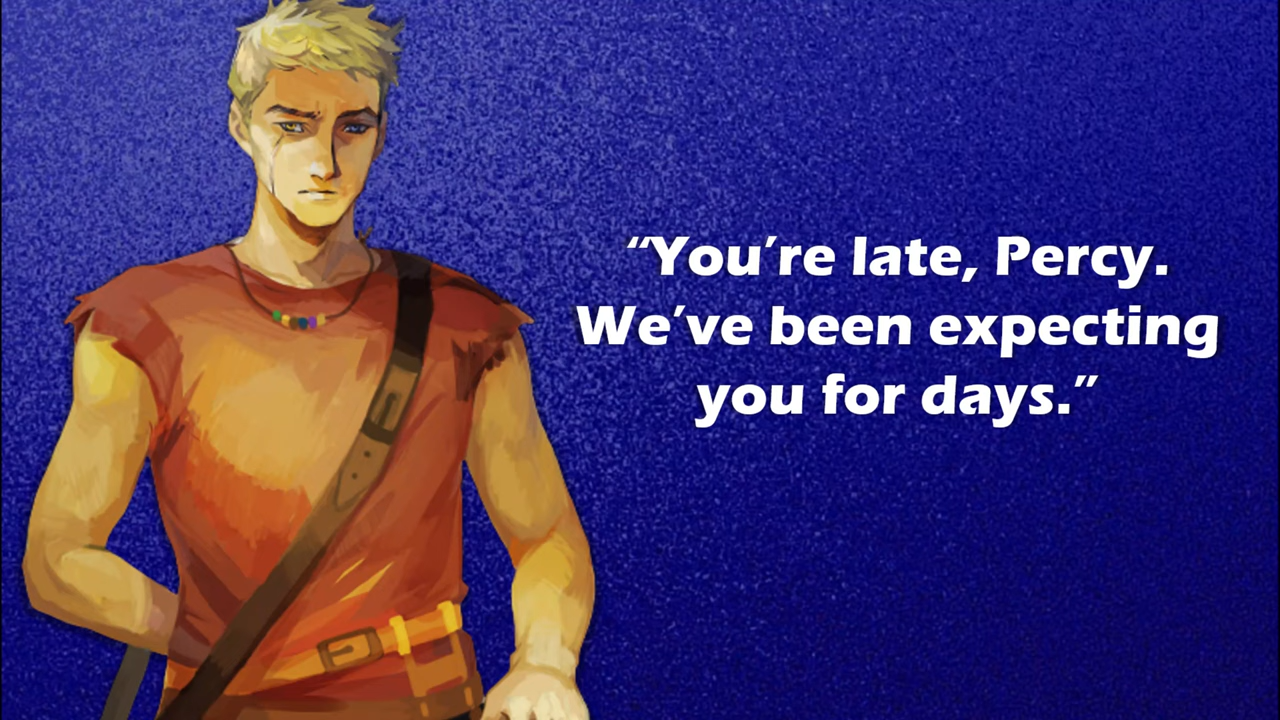 “You’re late, Percy.
We’ve been expecting
you for days.”